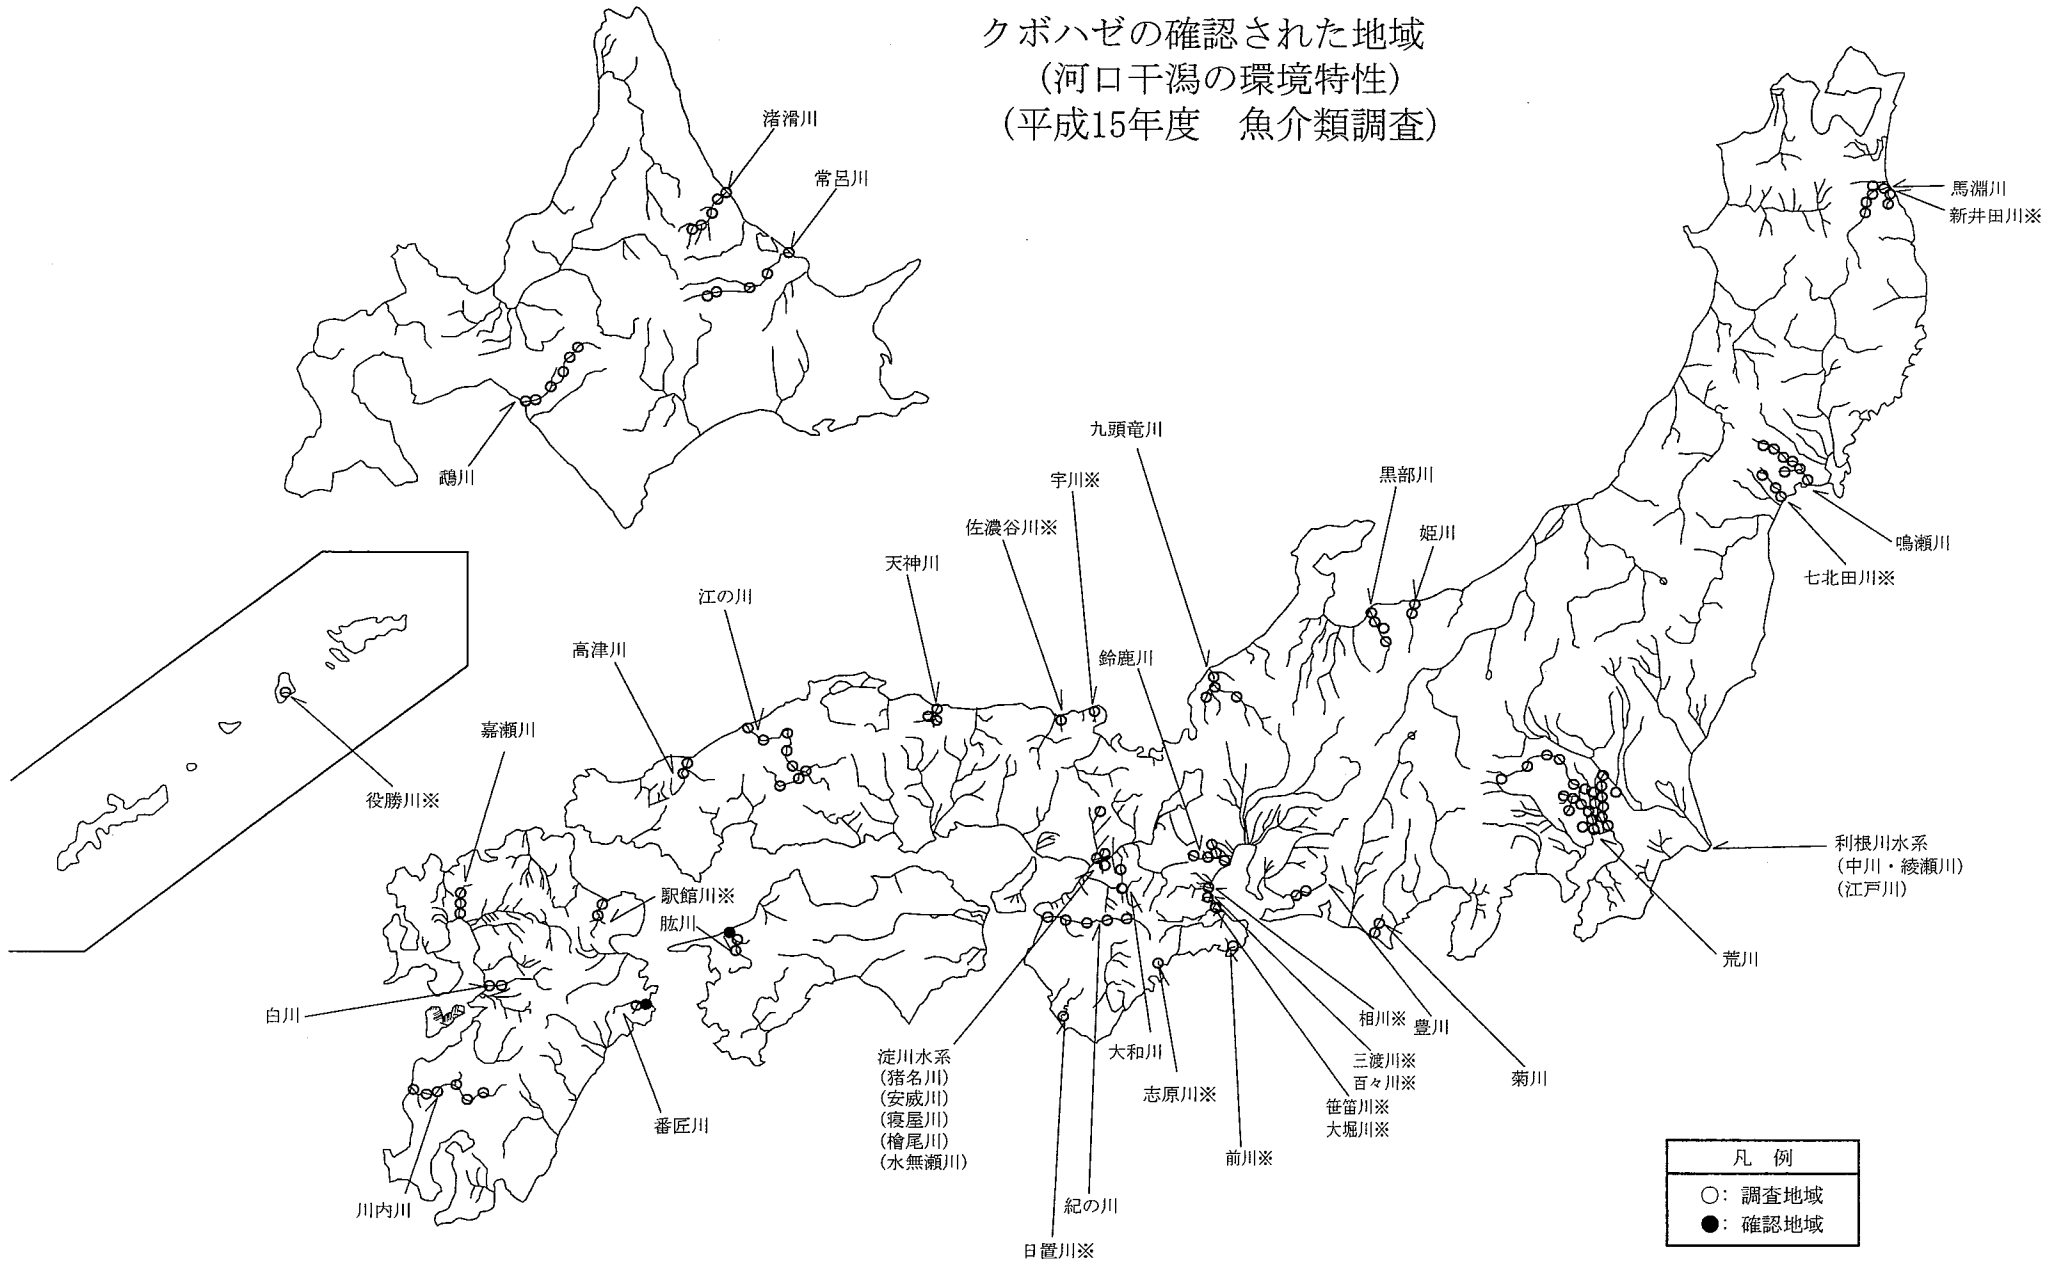 クボハゼの確認された地域
(河口干潟の環境特性)
(平成15年度　魚介類調査)
渚滑川
常呂川
鵡川
馬淵川
新井田川※
鳴瀬川
七北田川※
九頭竜川
黒部川
姫川
宇川※
佐濃谷川※
天神川
江の川
高津川
鈴鹿川
嘉瀬川
役勝川※
駅館川※
肱川
白川
番匠川
川内川
利根川水系
(中川・綾瀬川)
(江戸川)
荒川
相川※
豊川
三渡川※
百々川※
菊川
笹笛川※
大堀川※
前川※
志原川※
大和川
淀川水系
(猪名川)
(安威川)
(寝屋川)
(檜尾川)
(水無瀬川)
紀の川
日置川※
凡　例
○：調査地域
●：確認地域